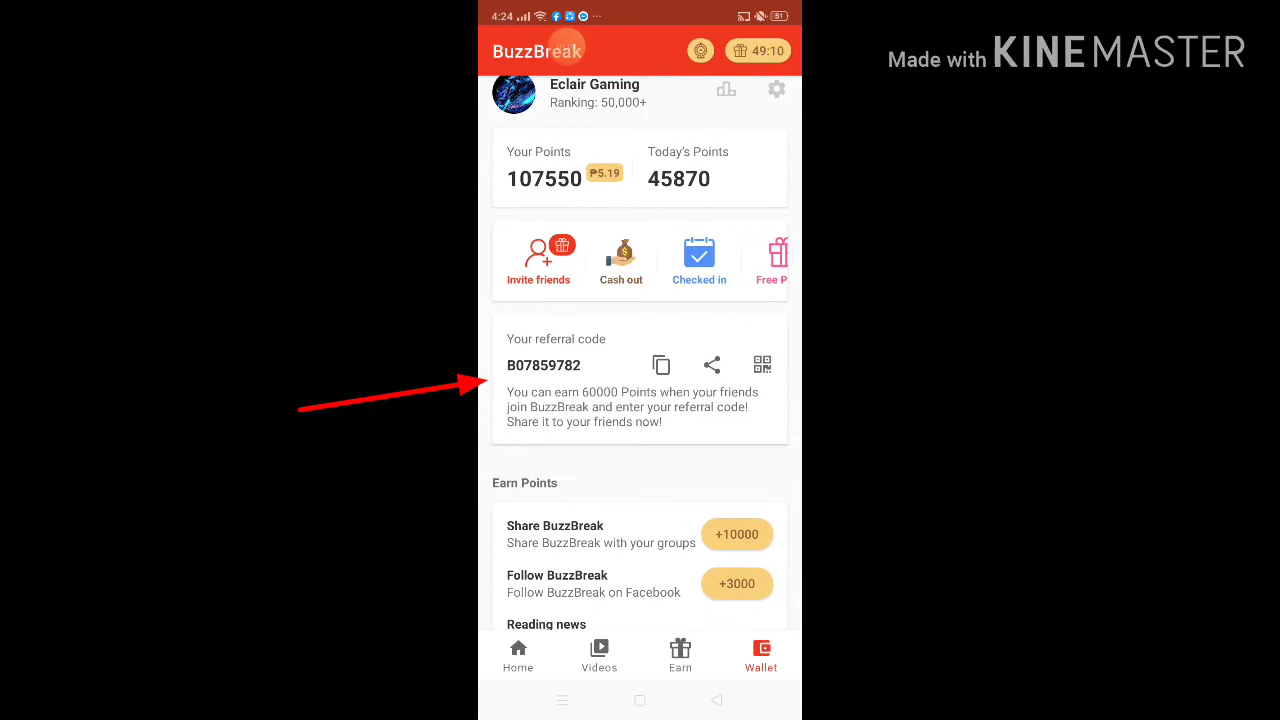 4:24
51
BuzzBreak
49:10
Made with KINEMASTER
Eclair Gaming
Ranking: 50,000+
Your Points
Today's Points
107550 ₱5.19
45870
Invite friends
Cash out
Checked in
Free P
Your referral code
B07859782
You can earn 60000 Points when your friends
join BuzzBreak and enter your referral code!
Share it to your friends now!
Earn Points
Share BuzzBreak
Share BuzzBreak with your groups
+10000
Follow BuzzBreak
Follow BuzzBreak on Facebook
+3000
Reading news
Home
Videos
Earn
Wallet